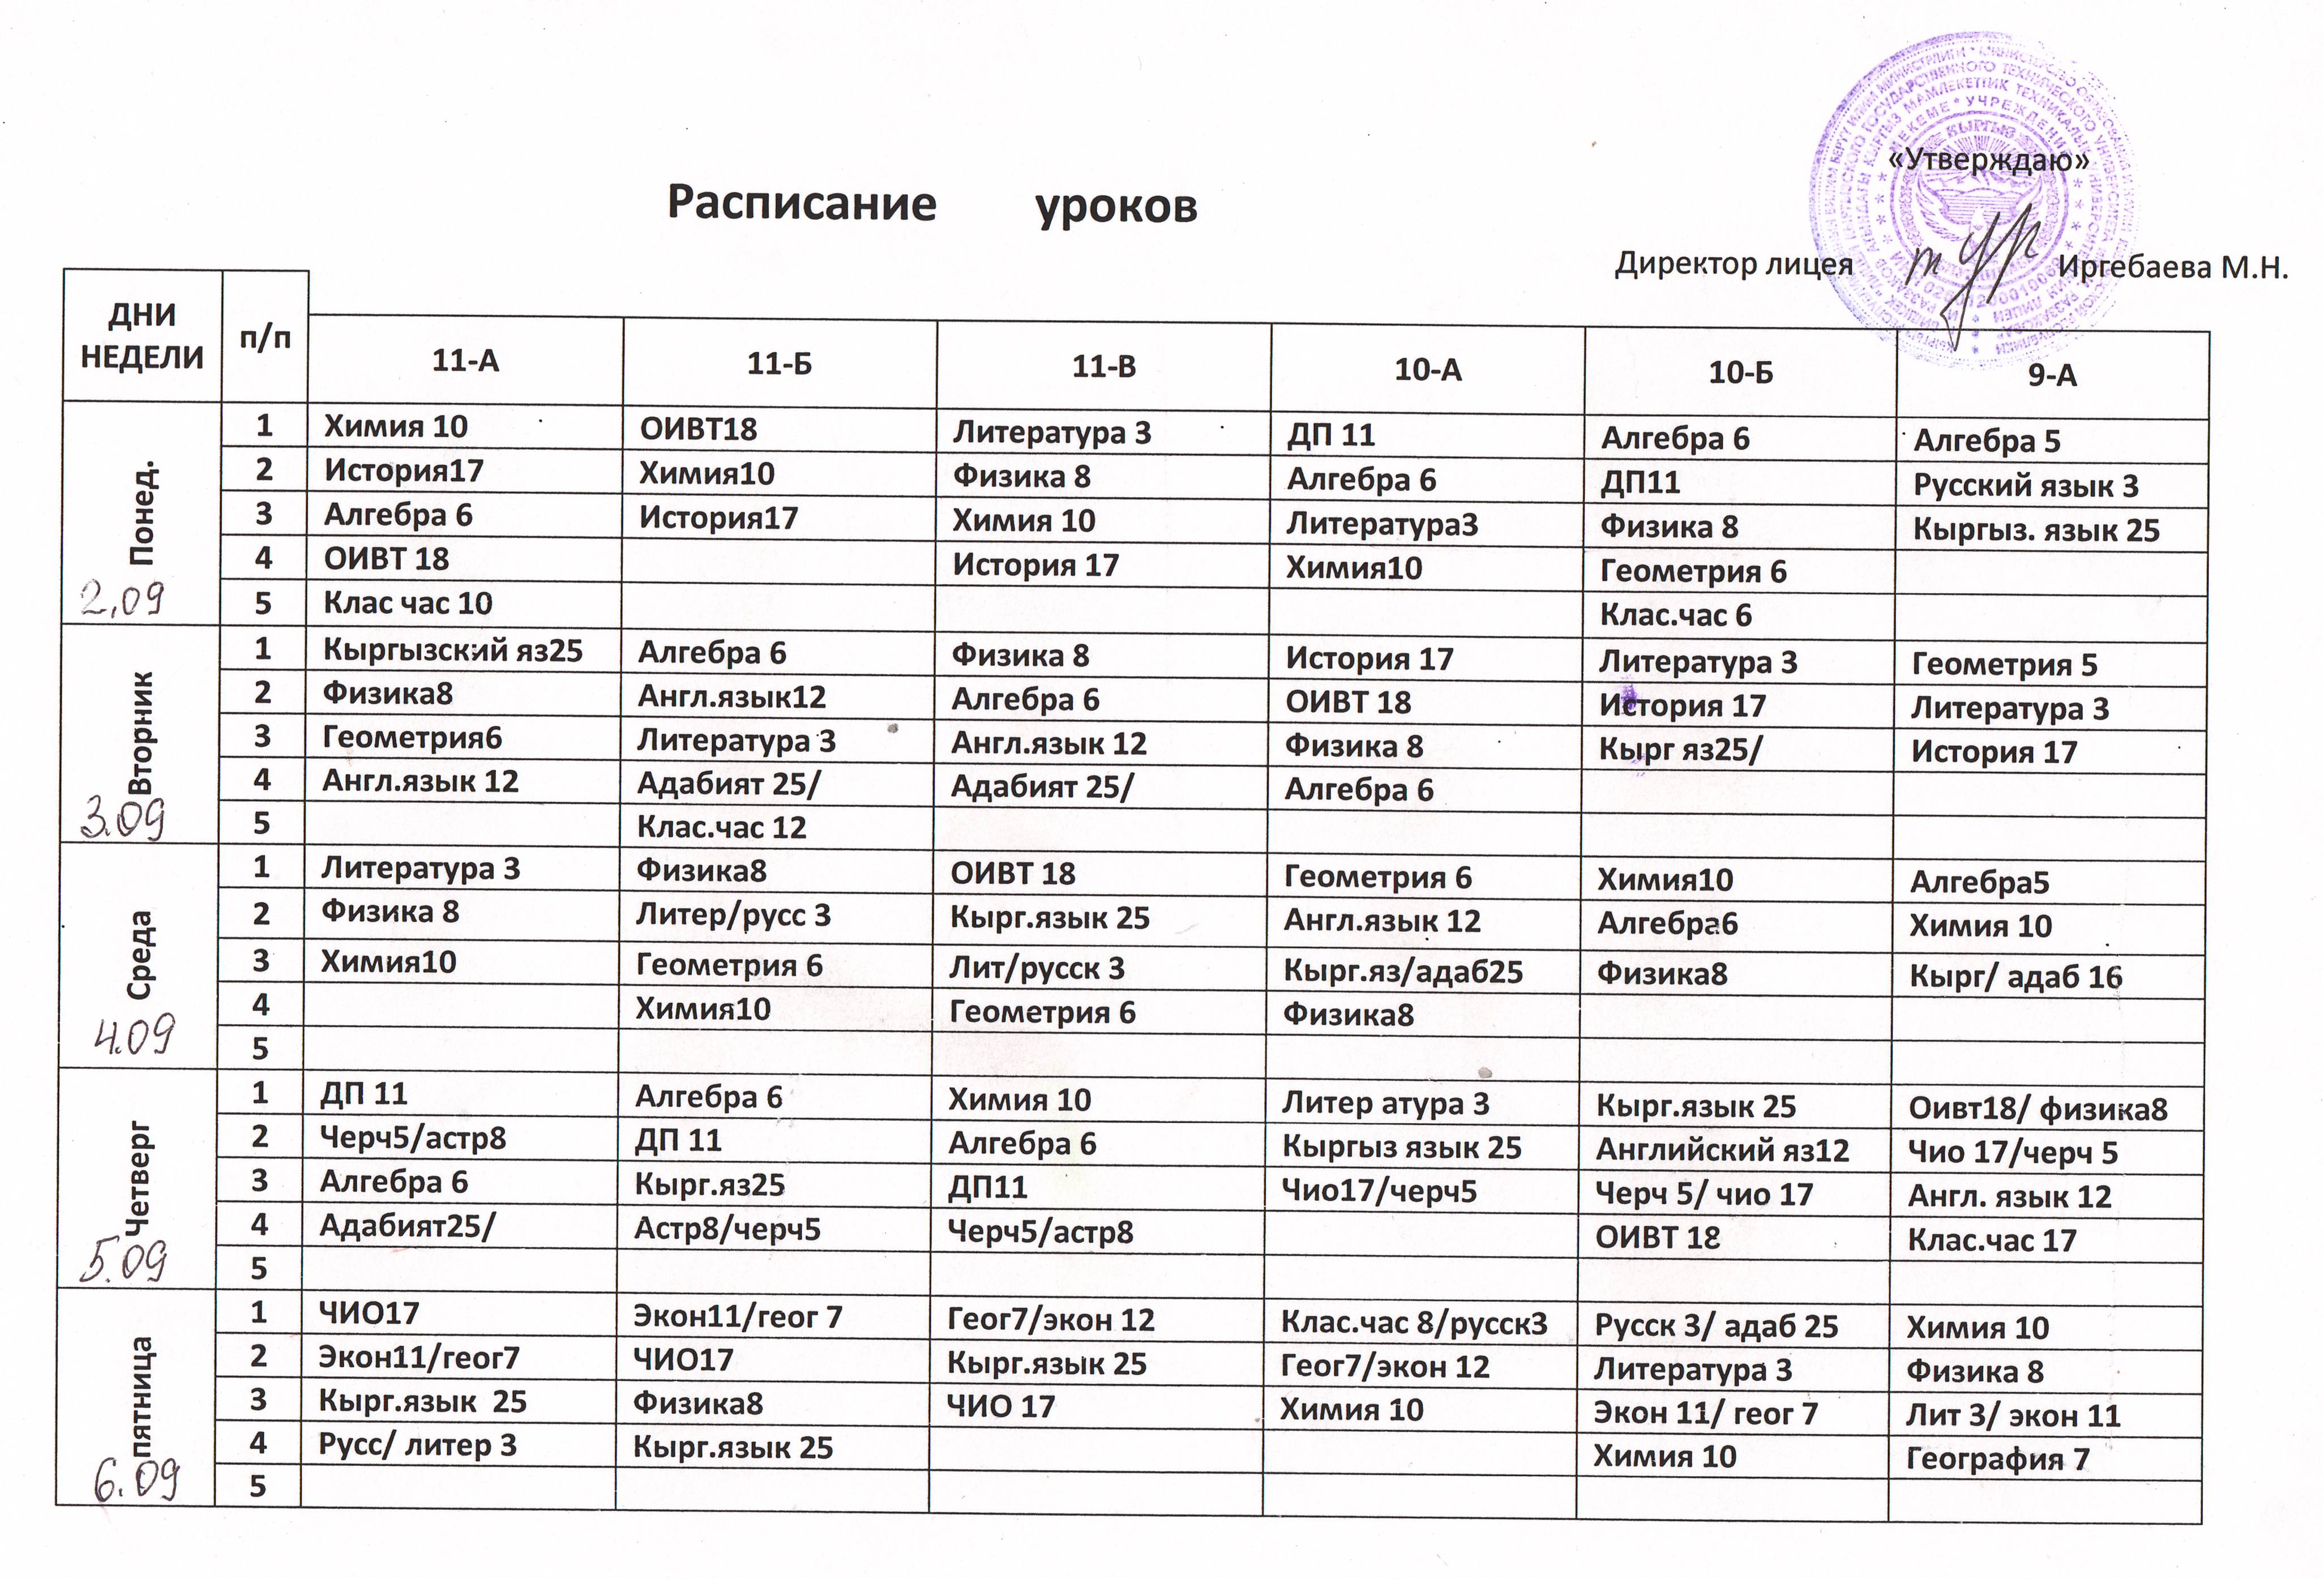 «Утверждаю»
Расписание уроков
Директор лицея Иргебаева М.Н.
КЫРГЫЗ
УЧРЕЖДЕНИЕ
ДНИ НЕДЕЛИ п/п 11-А 11-Б 11-В 10-А 10-Б 9-А
Понед. 2,09
1 Химия 10 ОИВТ18 Литература 3 ДП 11 Алгебра 6 Алгебра 5
2 История17 Химия10 Физика 8 Алгебра 6 ДП11 Русский язык 3
3 Алгебра 6 История17 Химия 10 Литература3 Физика 8 Кыргыз. язык 25
4 ОИВТ 18 История 17 Химия10 Геометрия 6
5 Клас час 10 Клас.час 6
Вторник 3.09
1 Кыргызский яз25 Алгебра 6 Физика 8 История 17 Литература 3 Геометрия 5
2 Физика8 Англ.язык12 Алгебра 6 ОИВТ 18 История 17 Литература 3
3 Геометрия6 Литература 3 Англ.язык 12 Физика 8 Кырг яз25/ История 17
4 Англ.язык 12 Адабият 25/ Адабият 25/ Алгебра 6
5 Клас.час 12
Среда 4.09
1 Литература 3 Физика8 ОИВТ 18 Геометрия 6 Химия10 Алгебра5
2 Физика 8 Литер/русс 3 Кырг.язык 25 Англ.язык 12 Алгебра6 Химия 10
3 Химия10 Геометрия 6 Лит/русск 3 Кырг.яз/адаб25 Физика8 Кырг/ адаб 16
4 Химия10 Геометрия 6 Физика8
5
Четверг 5.09
1 ДП 11 Алгебра 6 Химия 10 Литер атура 3 Кырг.язык 25 Оивт18/ физика8
2 Черч5/астр8 ДП 11 Алгебра 6 Кыргыз язык 25 Английский яз12 Чио 17/черч 5
3 Алгебра 6 Кырг.яз25 ДП11 Чио17/черч5 Черч 5/ чио 17 Англ. язык 12
4 Адабият25/ Астр8/черч5 Черч5/астр8 ОИВТ 18 Клас.час 17
5
пятница 6.09
1 ЧИО17 Экон11/геог 7 Геог7/экон 12 Клас.час 8/русск3 Русск 3/ адаб 25 Химия 10
2 Экон11/геог7 ЧИО17 Кырг.язык 25 Геог7/экон 12 Литература 3 Физика 8
3 Кырг.язык 25 Физика8 ЧИО 17 Химия 10 Экон 11/ геог 7 Лит 3/ экон 11
4 Русс/ литер 3 Кырг.язык 25 Химия 10 География 7
5